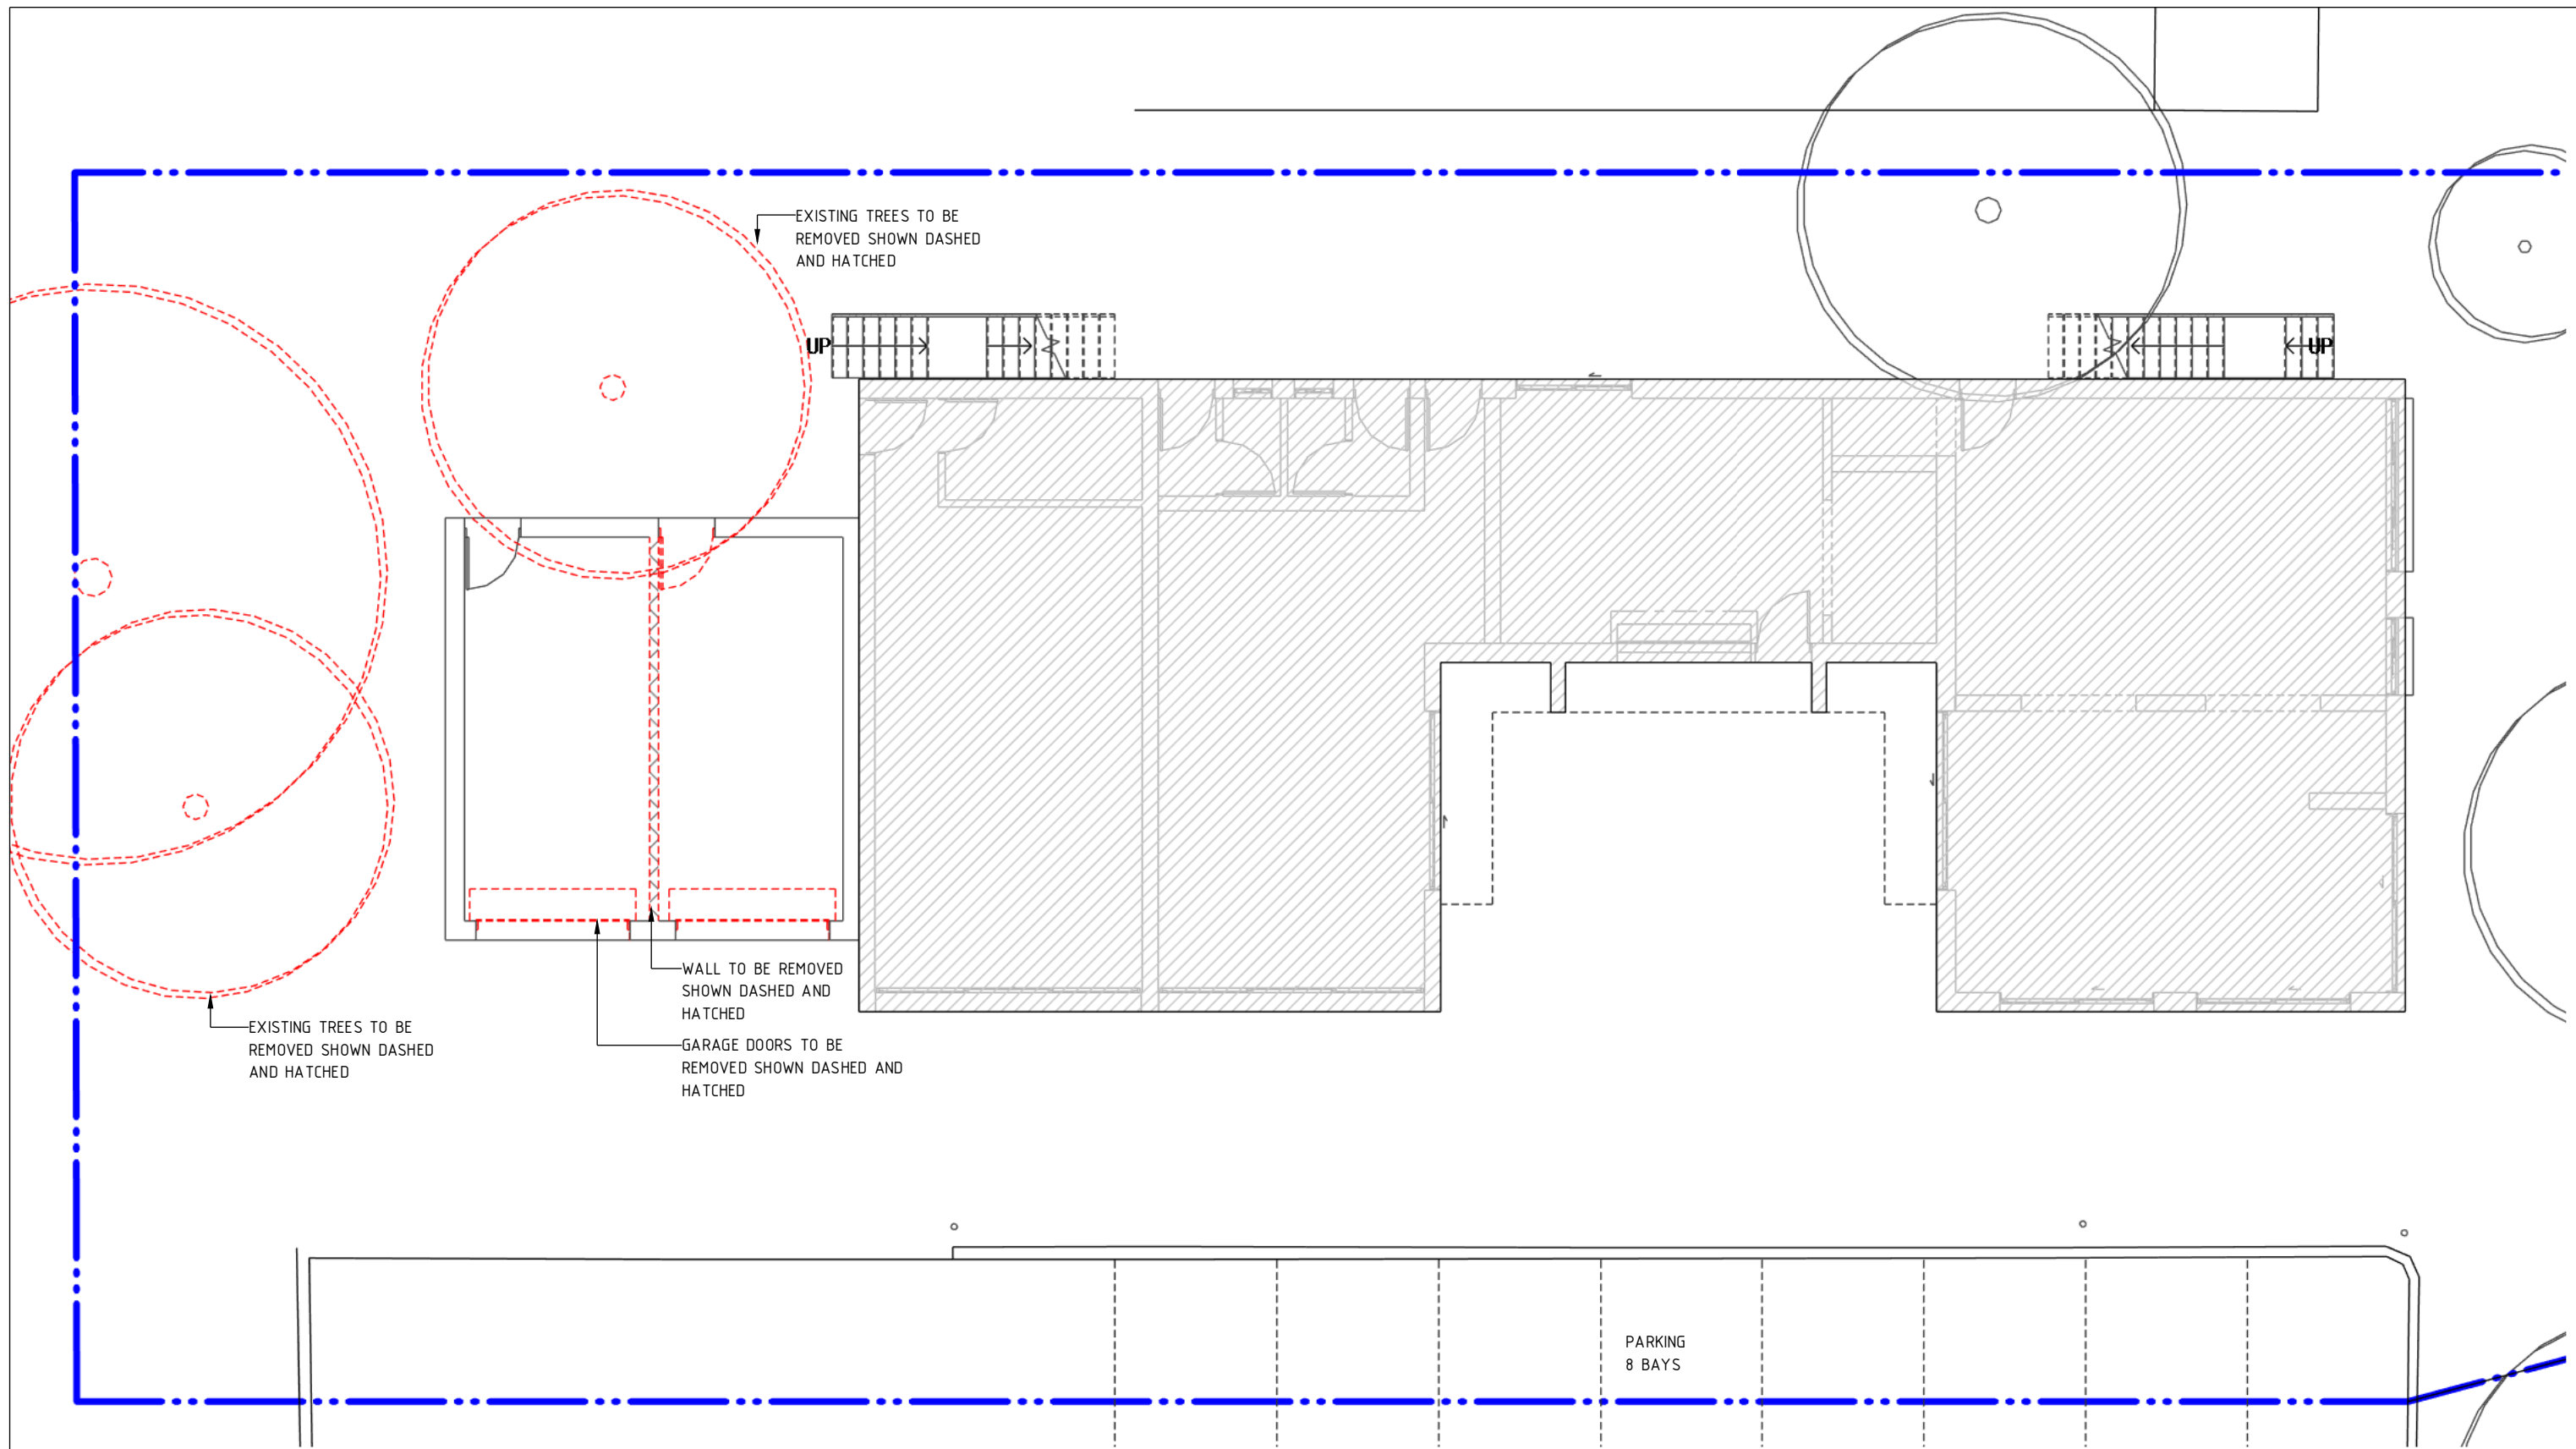 EXISTING TREES TO BE
REMOVED SHOWN DASHED
AND HATCHED
UP
UP
WALL TO BE REMOVED
SHOWN DASHED AND
HATCHED
EXISTING TREES TO BE
REMOVED SHOWN DASHED
AND HATCHED
GARAGE DOORS TO BE
REMOVED SHOWN DASHED AND
HATCHED
PARKING
8 BAYS